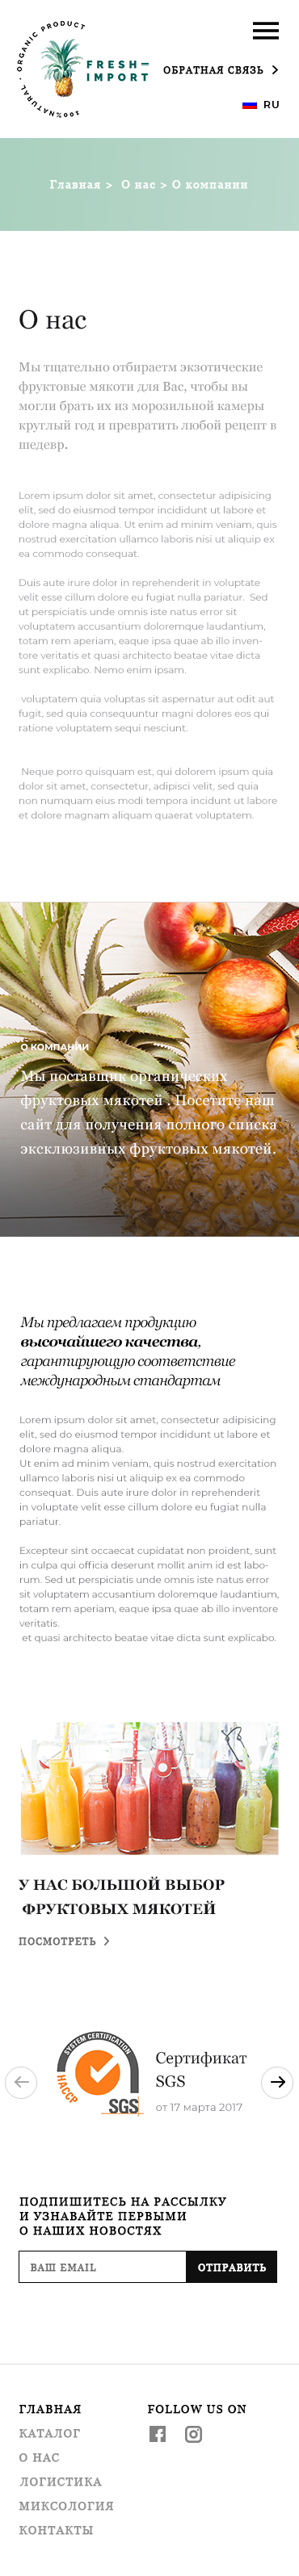 ORGANIC PRODUCT
100% NATURAL
FRESH—
IMPORT
ОБРАТНАЯ СВЯЗЬ >
RU
Главная > О нас > О компании
О нас
Мы тщательно отбираетм экзотические
фруктовые мякоти для Вас, чтобы вы
могли брать их из морозильной камеры
круглый год и превратить любой рецепт в
шедевр.
Lorem ipsum dolor sit amet, consectetur adipisicing
elit, sed do eiusmod tempor incididunt ut labore et
dolore magna aliqua. Ut enim ad minim veniam, quis
nostrud exercitation ullamco laboris nisi ut aliquip ex
ea commodo consequat.
Duis aute irure dolor in reprehenderit in voluptate
velit esse cillum dolore eu fugiat nulla pariatur. Sed
ut perspiciatis unde omnis iste natus error sit
voluptatem accusantium doloremque laudantium,
totam rem aperiam, eaque ipsa quae ab illo inven-
tore veritatis et quasi architecto beatae vitae dicta
sunt explicabo. Nemo enim ipsam.
voluptatem quia voluptas sit aspernatur aut odit aut
fugit, sed quia consequuntur magni dolores eos qui
ratione voluptatem sequi nesciunt.
Neque porro quisquam est, qui dolorem ipsum quia
dolor sit amet, consectetur, adipisci velit, sed quia
non numquam eius modi tempora incidunt ut labore
et dolore magnam aliquam quaerat voluptatem.
О КОМПАНИИ
Мы поставщик органических
фруктовых мякотей . Посетите наш
сайт для получения полного списка
эксклюзивных фруктовых мякотей.
Мы предлагаем продукцию
высочайшего качества,
гарантирующую соответствие
международным стандартам
Lorem ipsum dolor sit amet, consectetur adipisicing
elit, sed do eiusmod tempor incididunt ut labore et
dolore magna aliqua.
Ut enim ad minim veniam, quis nostrud exercitation
ullamco laboris nisi ut aliquip ex ea commodo
consequat. Duis aute irure dolor in reprehenderit
in voluptate velit esse cillum dolore eu fugiat nulla
pariatur.
Excepteur sint occaecat cupidatat non proident, sunt
in culpa qui officia deserunt mollit anim id est labo-
rum. Sed ut perspiciatis unde omnis iste natus error
sit voluptatem accusantium doloremque laudantium,
totam rem aperiam, eaque ipsa quae ab illo inventore
veritatis.
et quasi architecto beatae vitae dicta sunt explicabo.
У НАС БОЛЬШОЙ ВЫБОР
ФРУКТОВЫХ МЯКОТЕЙ
ПОСМОТРЕТЬ >
SYSTEM CERTIFICATION
HACCP
SGS
Сертификат
SGS
от 17 марта 2017
ПОДПИШИТЕСЬ НА РАССЫЛКУ
И УЗНАВАЙТЕ ПЕРВЫМИ
О НАШИХ НОВОСТЯХ
ВАШ EMAIL
ОТПРАВИТЬ
ГЛАВНАЯ
КАТАЛОГ
О НАС
ЛОГИСТИКА
МИКСОЛОГИЯ
КОНТАКТЫ
FOLLOW US ON